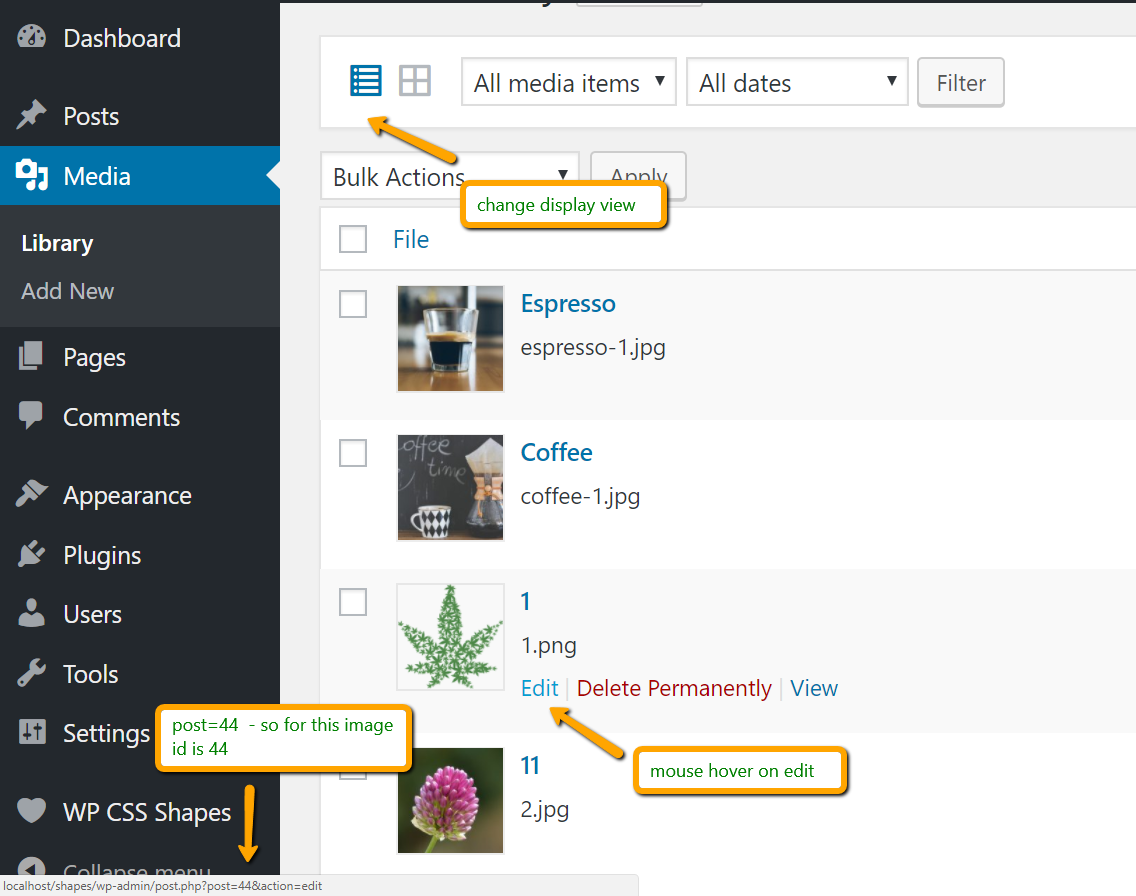 Dashboard
Posts
Media
Library
Add New
Pages
Comments
Appearance
Plugins
Users
Tools
Settings
WP CSS Shapes
Collapse menu
All media items
All dates
Filter
Bulk Actions
Apply
change display view
File
Espresso
espresso-1.jpg
coffee
time
Coffee
coffee-1.jpg
1
1.png
Edit | Delete Permanently | View
mouse hover on edit
11
2.jpg
post=44 - so for this image
id is 44
localhost/shapes/wp-admin/post.php?post=44&action=edit